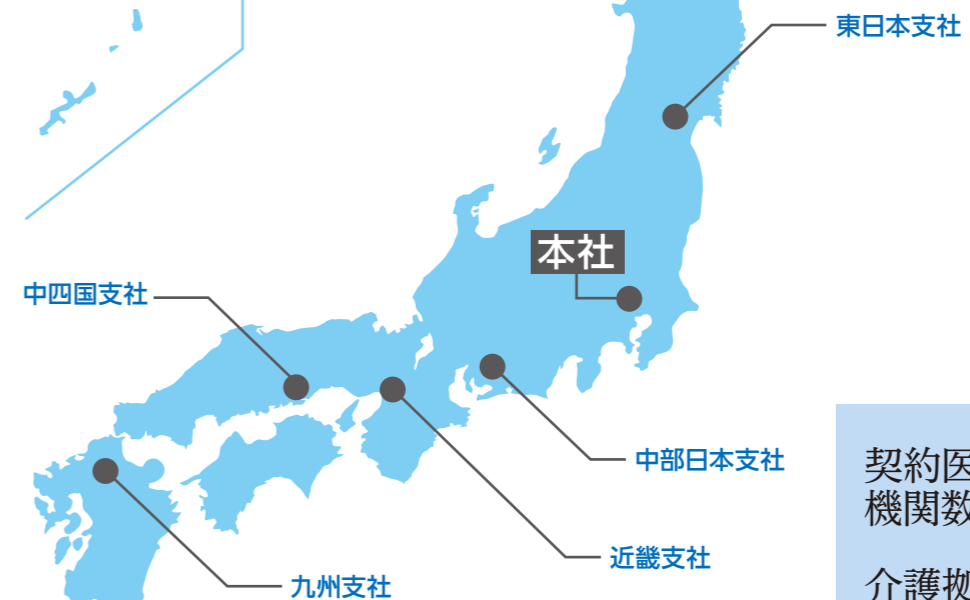 東日本支社
本社
中四国支社
中部日本支社
近畿支社
九州支社
契約医
機関数
介護拠